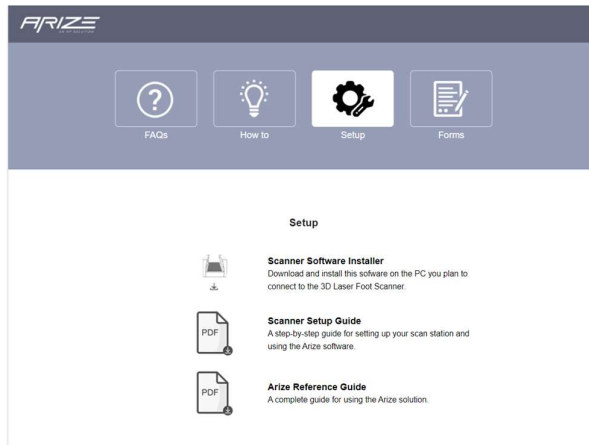 ARIZE
AN HP SOLUTION
FAQs
How to
Setup
Forms
Setup
Scanner Software Installer
Download and install this sofware on the PC you plan to
connect to the 3D Laser Foot Scanner.
PDF
Scanner Setup Guide
A step-by-step guide for setting up your scan station and
using the Arize software.
PDF
Arize Reference Guide
A complete guide for using the Arize solution.